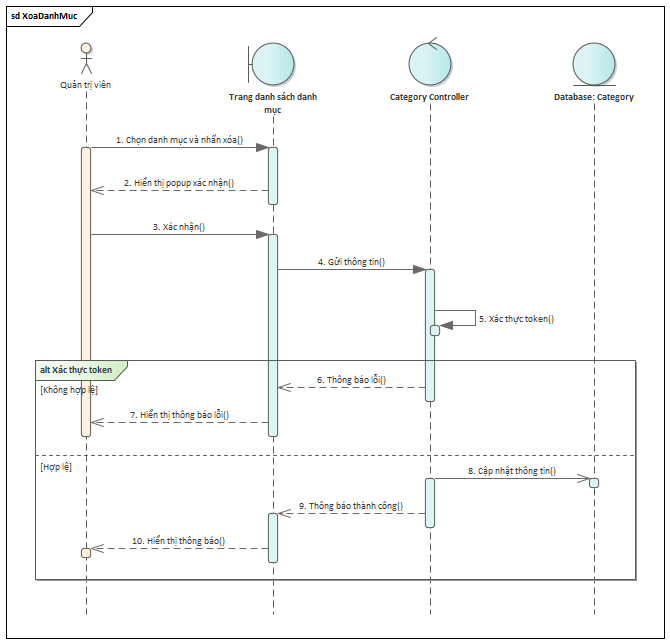 sd XoaDanhMuc
Quản trị viên
Trang danh sách danh
mục
Category Controller
Database: Category
1. Chọn danh mục và nhấn xóa()
2. Hiển thị popup xác nhận()
3. Xác nhận()
4. Gửi thông tin()
5. Xác thực token()
alt Xác thực token
[Không hợp lệ]
6. Thông báo lỗi()
7. Hiển thị thông báo lỗi()
[Hợp lệ]
8. Cập nhật thông tin()
9. Thông báo thành công()
10. Hiển thị thông báo()